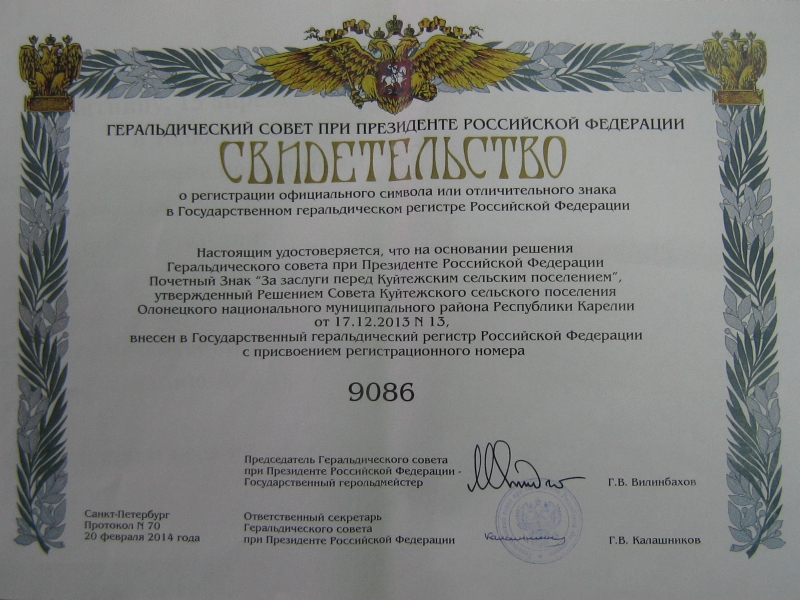 ГЕРАЛЬДИЧЕСКИЙ СОВЕТ ПРИ ПРЕЗИДЕНТЕ РОССИЙСКОЙ ФЕДЕРАЦИИ
СВИДЕТЕЛЬСТВО
о регистрации официального символа или отличительного знака
в Государственном геральдическом регистре Российской Федерации
Настоящим удостоверяется, что на основании решения
Геральдического совета при Президенте Российской Федерации
Почетный Знак "За заслуги перед Куйтежским сельским поселением",
утвержденный Решением Совета Куйтежского сельского поселения
Олонецкого национального муниципального района Республики Карелии
от 17.12.2013 N 13,
внесен в Государственный геральдический регистр Российской Федерации
с присвоением регистрационного номера
9086
Председатель Геральдического совета
при Президенте Российской Федерации -
Государственный герольдмейстер
Г.В. Вилинбахов
Санкт-Петербург
Протокол N 70
20 февраля 2014 года
Ответственный секретарь
Геральдического совета
при Президенте Российской Федерации
Г.В. Калашников